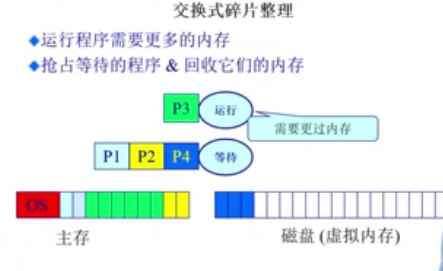 交换式碎片整理
◆运行程序需要更多的内存
◆抢占等待的程序 & 回收它们的内存
P3 运行
需要更过内存
P1 P2 P4 等待
OS
主存 磁盘 (虚拟内存)